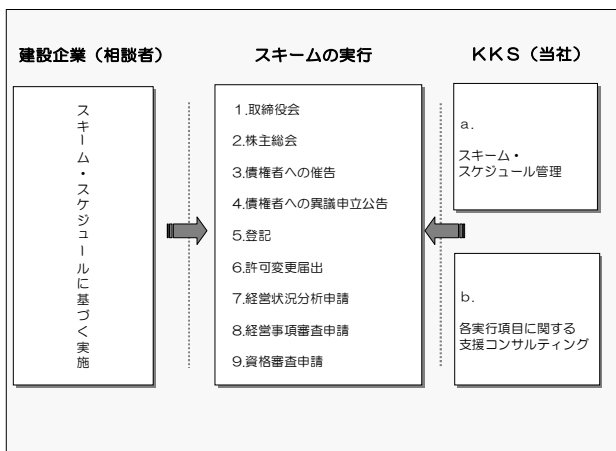 建設企業（相談者）
スキームの実行
KKS（当社）
スキーム・スケジュールに基づく実施
１.取締役会
２.株主総会
３.債権者への催告
４.債権者への異議申立公告
５.登記
６.許可変更届出
７.経営状況分析申請
８.経営事項審査申請
９.資格審査申請
ａ.
スキーム・
スケジュール管理
ｂ.
各実行項目に関する
支援コンサルティング